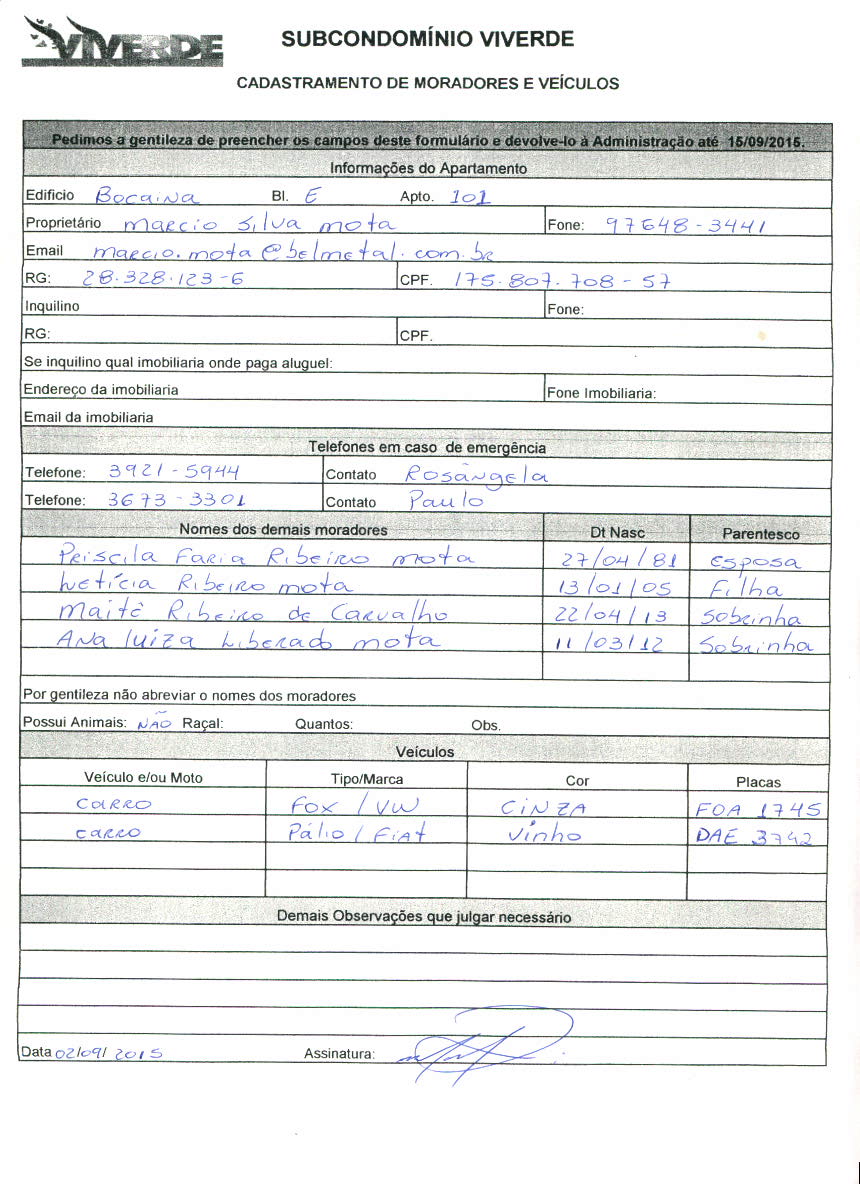 VIVERDE
SUBCONDOMÍNIO VIVERDE
CADASTRAMENTO DE MORADORES E VEÍCULOS
Pedimos a gentileza de preencher os campos deste formulário e devolve-lo à Administração até 15/09/2015.
Informações do Apartamento
Edificio Bocaina Bl. E Apto. 101
Proprietário Marcio Silva Mota Fone: 97648-3441
Email marcio.mota@belmetal.com.br
RG: 28.328.123-6 CPF. 175.807.708-57
Inquilino Fone:
RG: CPF.
Se inquilino qual imobiliaria onde paga aluguel:
Endereço da imobiliaria Fone Imobiliaria:
Email da imobiliaria
Telefones em caso de emergência
Telefone: 3921-5944 Contato Rosângela
Telefone: 3673-3301 Contato Paulo
Nomes dos demais moradores Dt Nasc Parentesco
Priscila Faria Ribeiro Mota 27/04/81 esposa
Letícia Ribeiro Mota 13/01/05 Filha
Maitê Ribeiro de Carvalho 22/04/13 Sobrinha
Ana Luiza Liberado Mota 11/03/12 Sobrinha
Por gentileza não abreviar o nomes dos moradores
Possui Animais: NÃO Raçal: Quantos: Obs.
Veículos
Veículo e/ou Moto Tipo/Marca Cor Placas
CARRO FOX / VW CINZA FOA 1745
CARRO Pálio / FIAT Vinho DAE 3742
Demais Observações que julgar necessário
Data 02/09/2015 Assinatura: